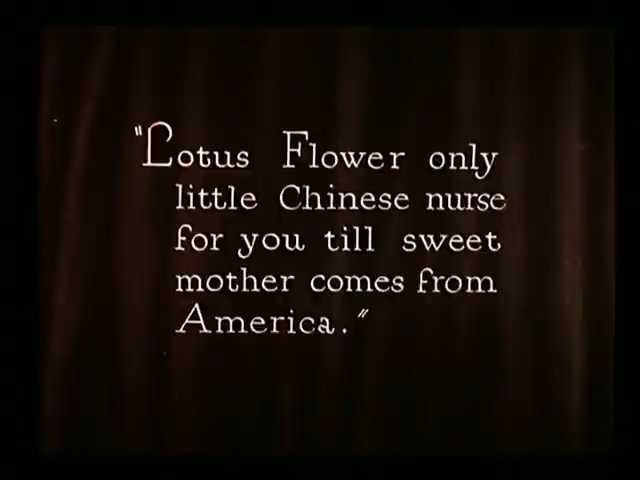 "Lotus Flower only
little Chinese nurse
for you till sweet
mother comes from
America."